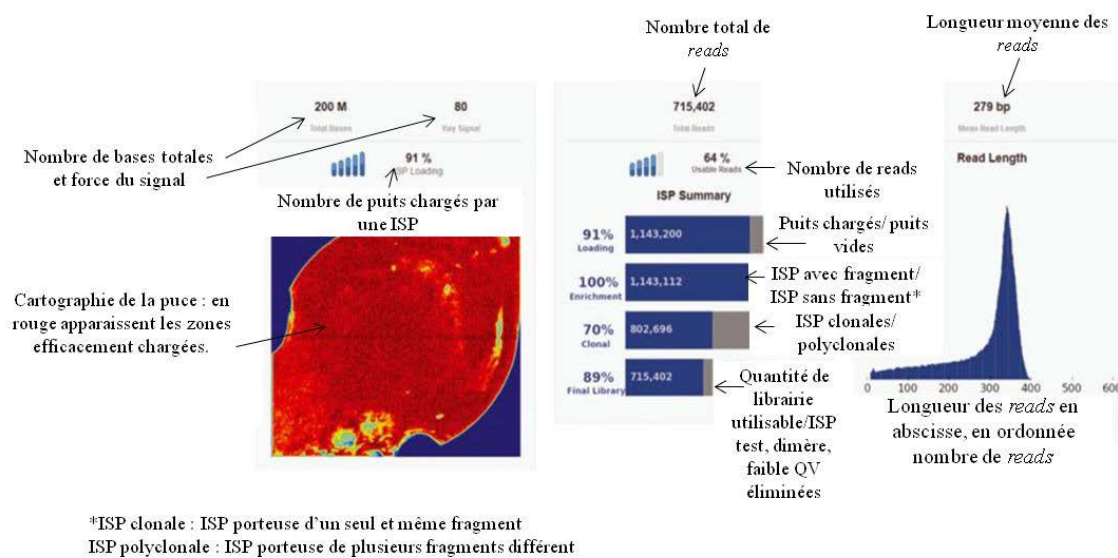 Nombre total de
reads
Longueur moyenne des
reads
200 M
Total Bases
80
Key Signal
715,402
Total Reads
279 bp
Mean Read Length
Nombre de bases totales
et force du signal
91 %
ISP Loading
64 %
Usable Reads
Read Length
Nombre de reads
utilisés
Nombre de puits chargés par
une ISP
ISP Summary
91%
Loading
1,143,200
Puits chargés/ puits
vides
100%
Enrichment
1,143,112
ISP avec fragment/
ISP sans fragment*
Cartographie de la puce : en
rouge apparaissent les zones
efficacement chargées.
70%
Clonal
802,696
ISP clonales/
polyclonales
89%
Final Library
715,402
Quantité de
librairie
utilisable/ISP
test, dimère,
faible QV
éliminées
0 100 200 300 400 500 600
Longueur des reads en
abscisse, en ordonnée
nombre de reads
*ISP clonale : ISP porteuse d'un seul et même fragment
ISP polyclonale : ISP porteuse de plusieurs fragments différent